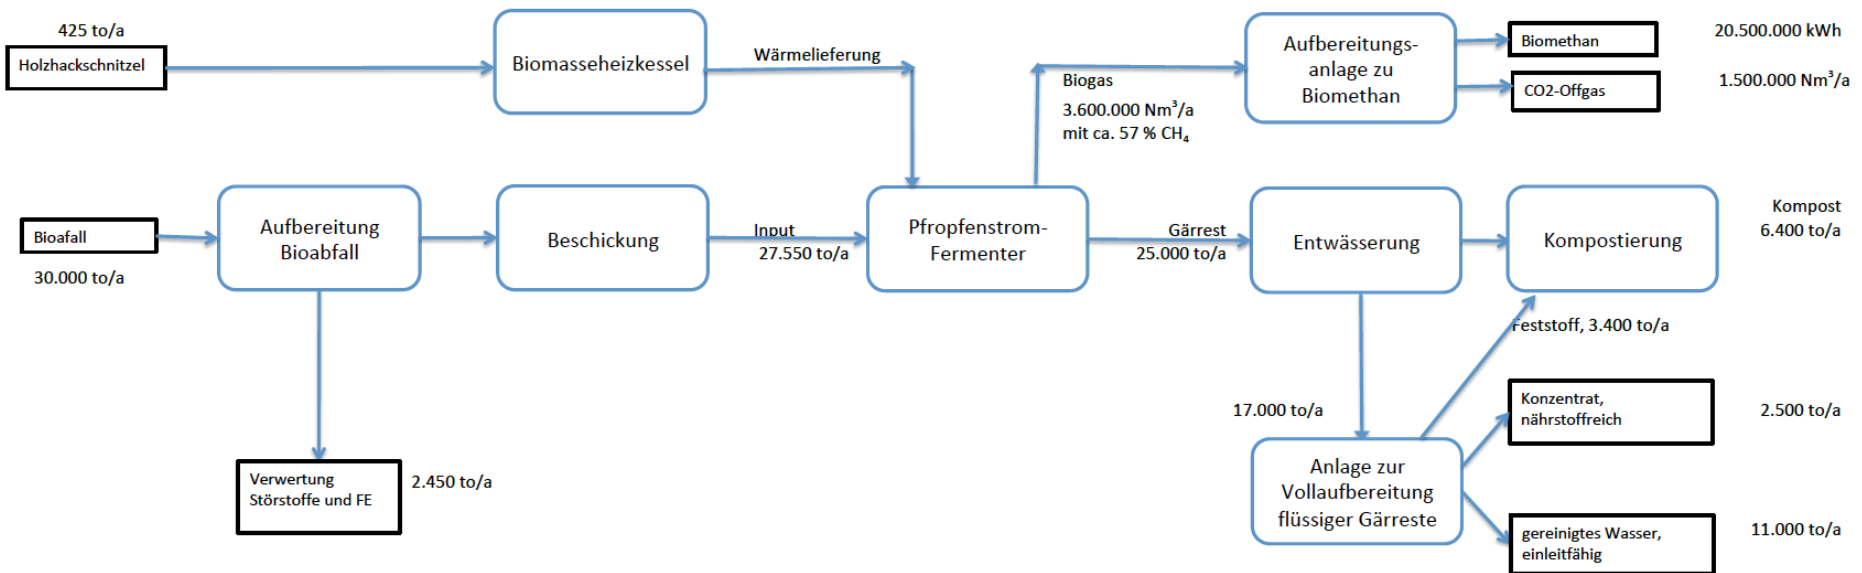 425 to/a
Holzhackschnitzel
Biomasseheizkessel
Wärmelieferung
Biogas
3.600.000 Nm³/a
mit ca. 57 % CH₄
Aufbereitungs-
anlage zu
Biomethan
Biomethan
20.500.000 kWh
CO2-Offgas
1.500.000 Nm³/a
Bioafall
30.000 to/a
Aufbereitung
Bioabfall
Beschickung
Input
27.550 to/a
Pfropfenstrom-
Fermenter
Gärrest
25.000 to/a
Entwässerung
Kompostierung
Kompost
6.400 to/a
Feststoff, 3.400 to/a
Verwertung
Störstoffe und FE
2.450 to/a
17.000 to/a
Anlage zur
Vollaufbereitung
flüssiger Gärreste
Konzentrat,
nährstoffreich
2.500 to/a
gereinigtes Wasser,
einleitfähig
11.000 to/a